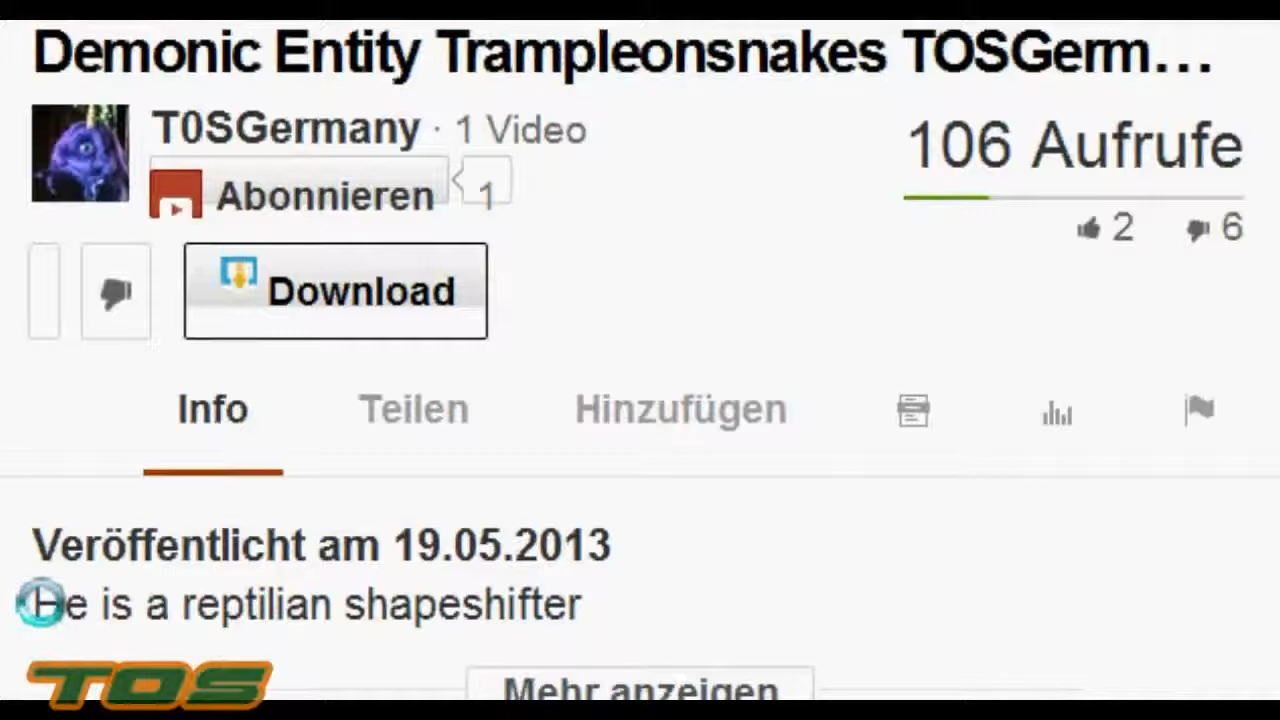 Demonic Entity Trampleonsnakes TOSGerm...
T0SGermany · 1 Video
106 Aufrufe
Abonnieren
1
2
6
Download
Info
Teilen
Hinzufügen
Veröffentlicht am 19.05.2013
He is a reptilian shapeshifter
TOS
Mehr anzeigen